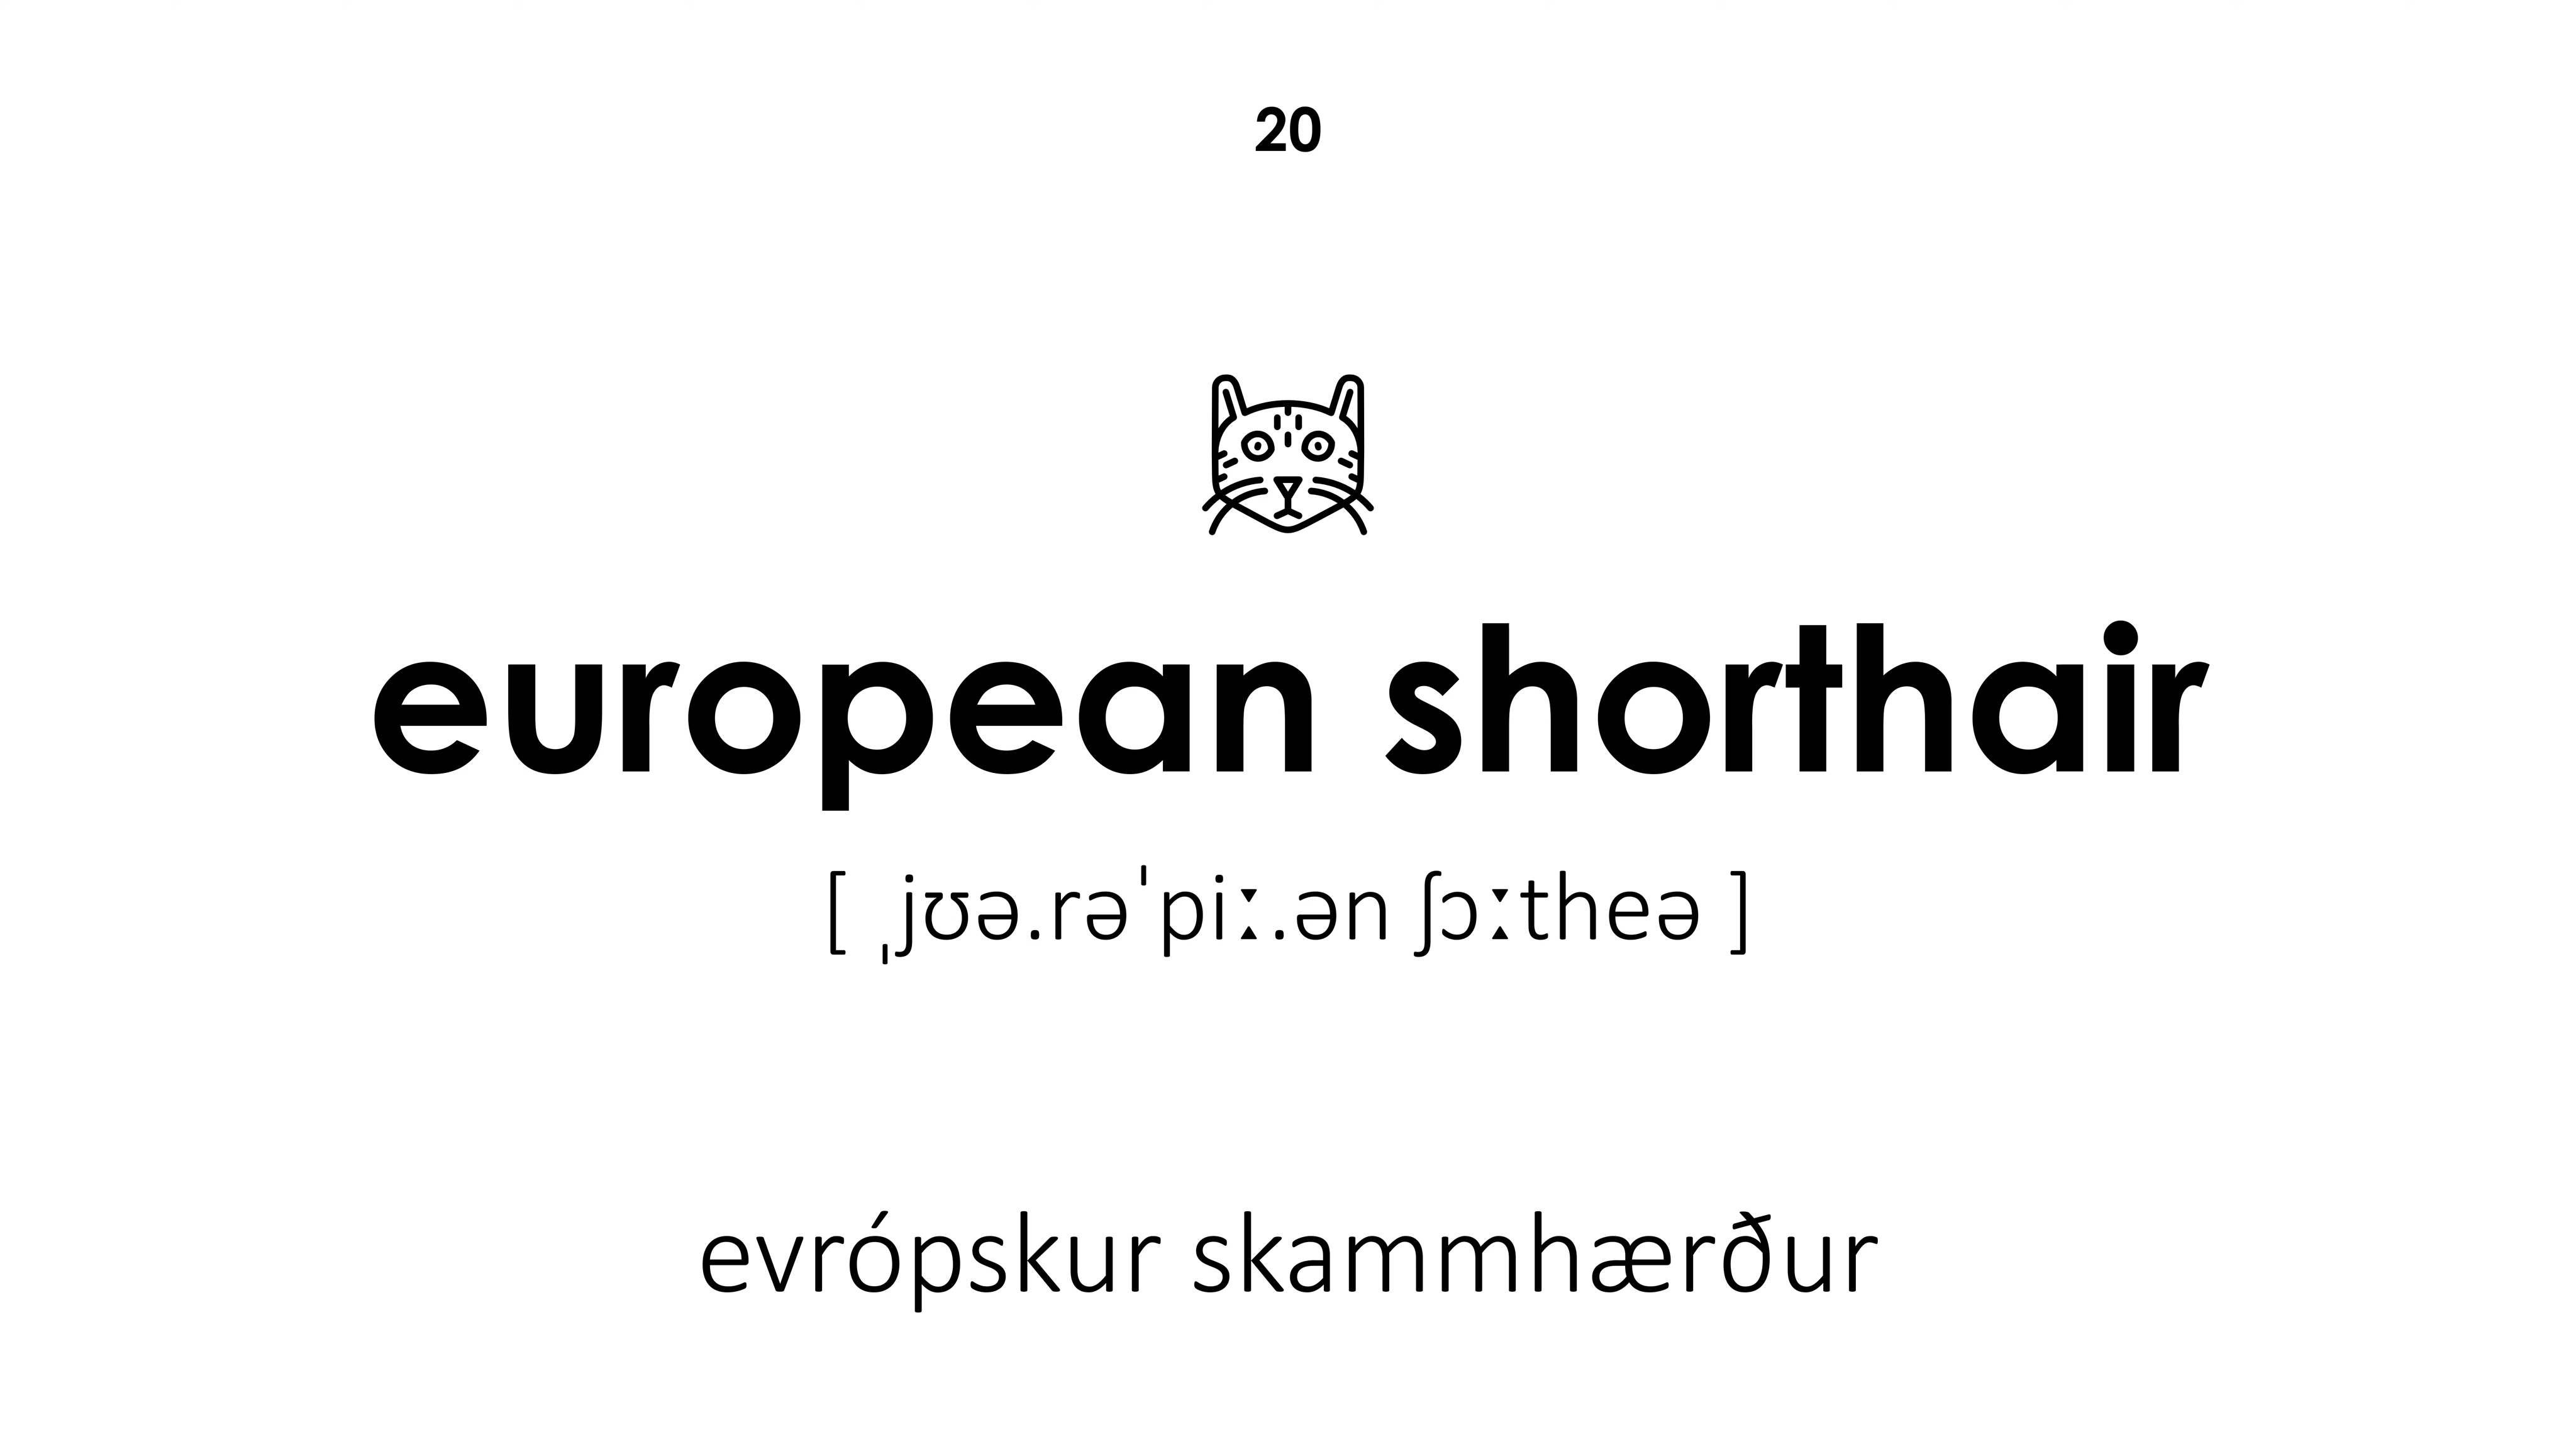 20
european shorthair
[ ˌjʊə.rəˈpiː.ən ʃɔːtheə ]
evrópskur skammhærður